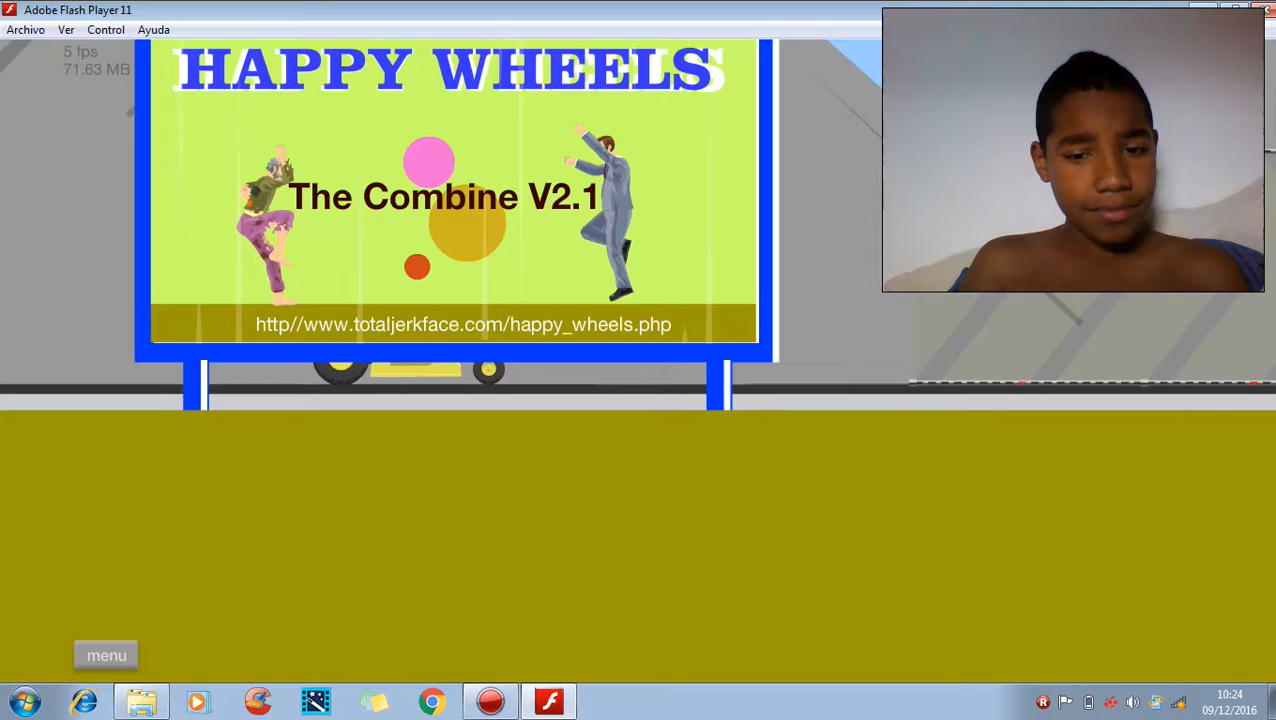 Adobe Flash Player 11
Archivo Ver Control Ayuda
5 fps
71.63 MB
HAPPY WHEELS
The Combine V2.1
http//www.totaljerkface.com/happy_wheels.php
menu
10:24
09/12/2016